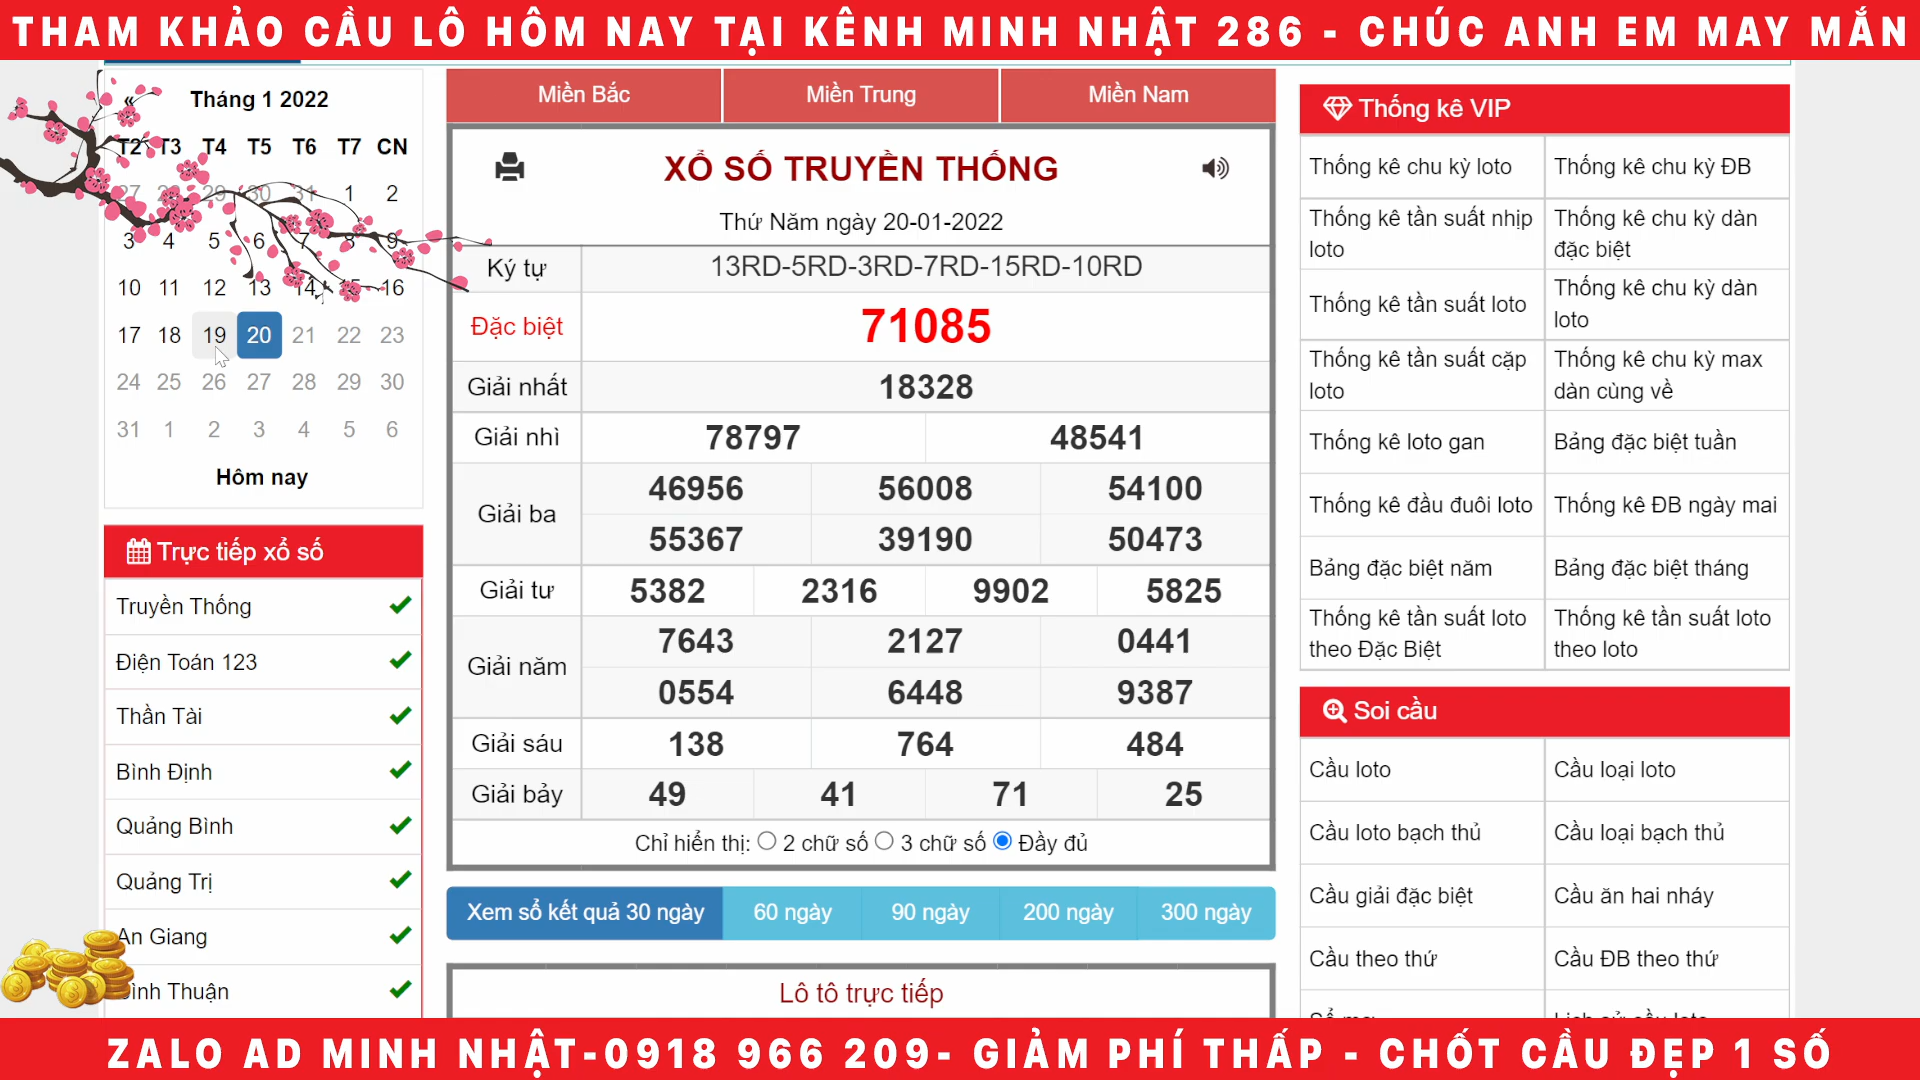 THAM KHẢO CẦU LÔ HÔM NAY TẠI KÊNH MINH NHẬT 286 - CHÚC ANH EM MAY MẮN
« Tháng 1 2022
T2 T3 T4 T5 T6 T7 CN
27 28 29 30 31 1 2
3 4 5 6 7 8 9
10 11 12 13 14 15 16
17 18 19 20 21 22 23
24 25 26 27 28 29 30
31 1 2 3 4 5 6
Hôm nay
Trực tiếp xổ số
Truyền Thống
Điện Toán 123
Thần Tài
Bình Định
Quảng Bình
Quảng Trị
An Giang
Bình Thuận
Miền Bắc Miền Trung Miền Nam
XỔ SỐ TRUYỀN THỐNG
Thứ Năm ngày 20-01-2022
Ký tự 13RD-5RD-3RD-7RD-15RD-10RD
Đặc biệt 71085
Giải nhất 18328
Giải nhì 78797 48541
Giải ba 46956 56008 54100
55367 39190 50473
Giải tư 5382 2316 9902 5825
Giải năm 7643 2127 0441
0554 6448 9387
Giải sáu 138 764 484
Giải bảy 49 41 71 25
Chỉ hiển thị: 2 chữ số 3 chữ số Đầy đủ
Xem sổ kết quả 30 ngày 60 ngày 90 ngày 200 ngày 300 ngày
Lô tô trực tiếp
Thống kê VIP
Thống kê chu kỳ loto Thống kê chu kỳ ĐB
Thống kê tần suất nhịp Thống kê chu kỳ dàn
loto đặc biệt
Thống kê tần suất loto Thống kê chu kỳ dàn
loto
Thống kê tần suất cặp Thống kê chu kỳ max
loto dàn cùng về
Thống kê loto gan Bảng đặc biệt tuần
Thống kê đầu đuôi loto Thống kê ĐB ngày mai
Bảng đặc biệt năm Bảng đặc biệt tháng
Thống kê tần suất loto Thống kê tần suất loto
theo Đặc Biệt theo loto
Soi cầu
Cầu loto Cầu loại loto
Cầu loto bạch thủ Cầu loại bạch thủ
Cầu giải đặc biệt Cầu ăn hai nháy
Cầu theo thứ Cầu ĐB theo thứ
ZALO AD MINH NHẬT-0918 966 209- GIẢM PHÍ THẤP - CHỐT CẦU ĐẸP 1 SỐ